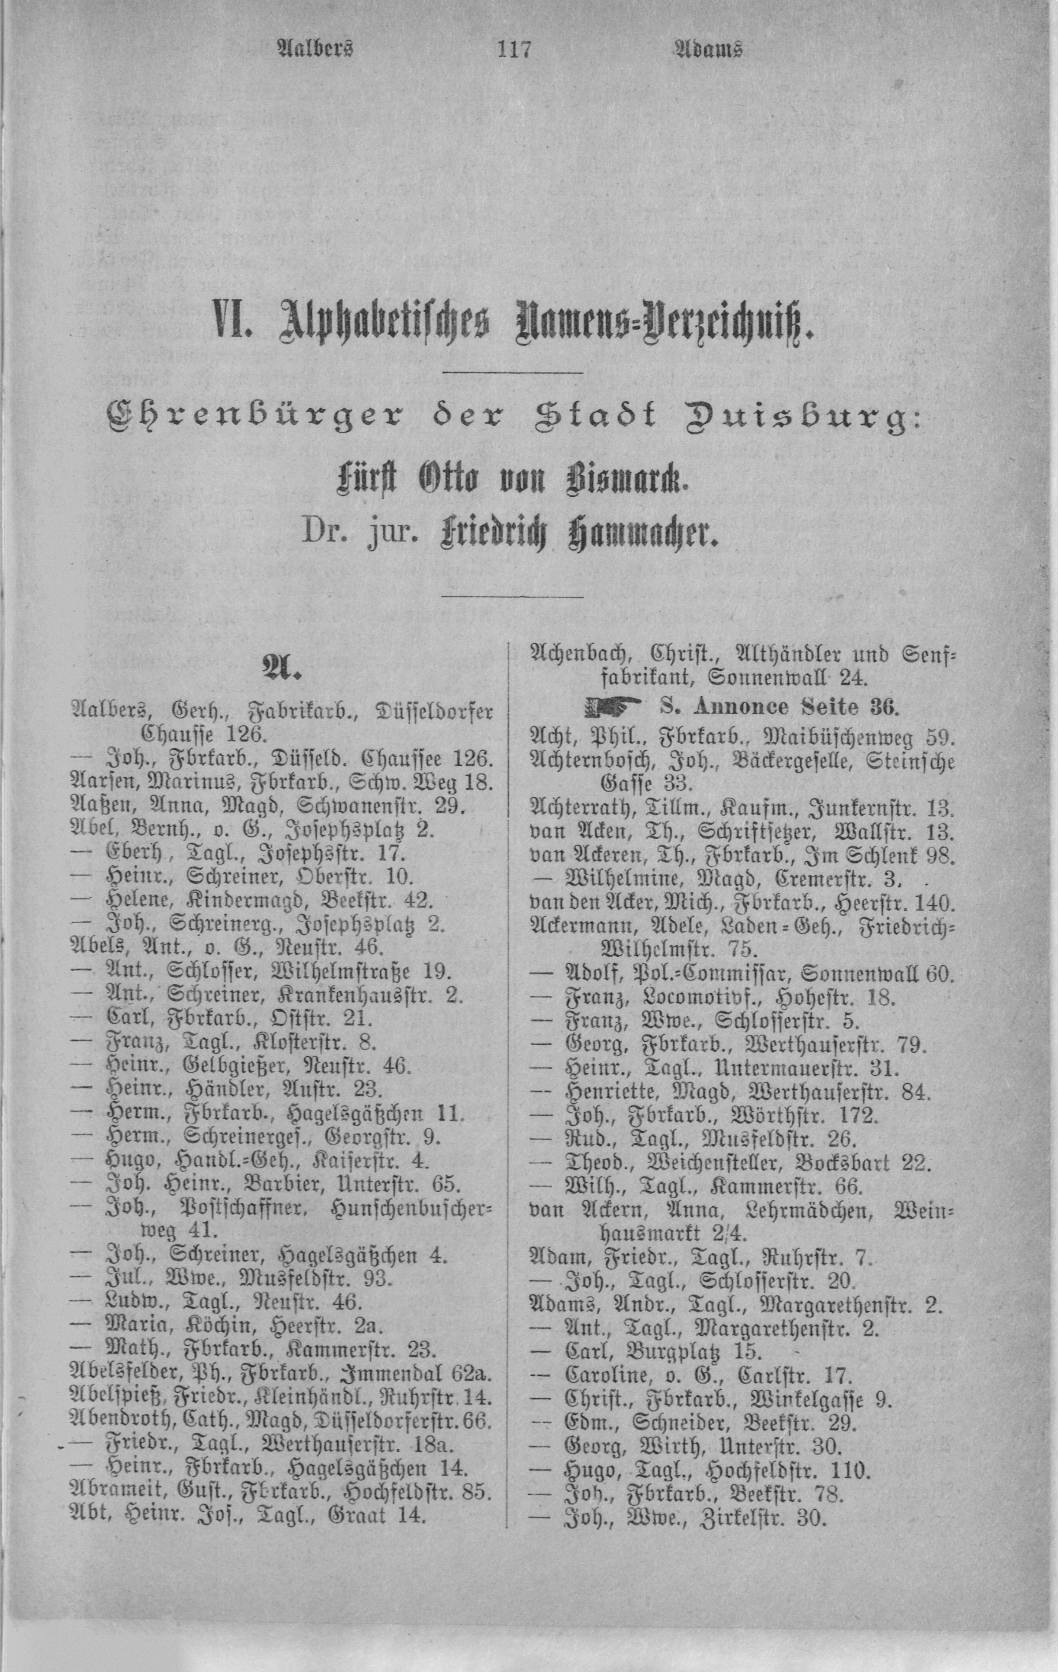 Aalbers 117 Adams
VI. Alphabetisches Namens-Verzeichniß.
Ehrenbürger der Stadt Duisburg:
Fürst Otto von Bismarck.
Dr. jur. Friedrich Hammacher.
A.
Aalbers, Gerh., Fabrikarb., Düsseldorfer
Chausse 126.
— Joh., Fbrkarb., Düsseld. Chaussee 126.
Aarsen, Marinus, Fbrkarb., Schw. Weg 18.
Aaßen, Anna, Magd, Schwanenstr. 29.
Abel, Bernh., o. G., Josephsplatz 2.
— Eberh, Tagl., Josephsstr. 17.
— Heinr., Schreiner, Oberstr. 10.
— Helene, Kindermagd, Beekstr. 42.
— Joh., Schreinerg., Josephsplatz 2.
Abels, Ant., o. G., Neustr. 46.
— Ant., Schlosser, Wilhelmstraße 19.
— Ant., Schreiner, Krankenhausstr. 2.
— Carl, Fbrkarb., Oststr. 21.
— Franz, Tagl., Klosterstr. 8.
— Heinr., Gelbgießer, Neustr. 46.
— Heinr., Händler, Austr. 23.
— Herm., Fbrkarb., Hagelsgäßchen 11.
— Herm., Schreinerges., Georgstr. 9.
— Hugo, Handl.-Geh., Kaiserstr. 4.
— Joh. Heinr., Barbier, Unterstr. 65.
— Joh., Postschaffner, Hunschenbuscher-
weg 41.
— Joh., Schreiner, Hagelsgäßchen 4.
— Jul., Wwe., Musfeldstr. 93.
— Ludw., Tagl., Neustr. 46.
— Maria, Köchin, Heerstr. 2a.
— Math., Fbrkarb., Kammerstr. 23.
Abelsfelder, Ph., Fbrkarb., Immendal 62a.
Abelspieß, Friedr., Kleinhändl., Ruhrstr. 14.
Abendroth, Cath., Magd, Düsseldorferstr. 66.
— Friedr., Tagl., Werthauserstr. 18a.
— Heinr., Fbrkarb., Hagelsgäßchen 14.
Abrameit, Gust., Fbrkarb., Hochfeldstr. 85.
Abt, Heinr. Jos., Tagl., Graat 14.
Achenbach, Christ., Althändler und Senf-
fabrikant, Sonnenwall 24.
☛ S. Annonce Seite 36.
Acht, Phil., Fbrkarb., Maibüschenweg 59.
Achternbosch, Joh., Bäckergeselle, Steinsche
Gasse 33.
Achterrath, Tillm., Kaufm., Junkernstr. 13.
van Acken, Th., Schriftsetzer, Wallstr. 13.
van Ackeren, Th., Fbrkarb., Im Schlenk 98.
— Wilhelmine, Magd, Cremerstr. 3.
van den Acker, Mich., Fbrkarb., Heerstr. 140.
Ackermann, Adele, Laden-Geh., Friedrich-
Wilhelmstr. 75.
— Adolf, Pol.-Commissar, Sonnenwall 60.
— Franz, Locomotivf., Hohestr. 18.
— Franz, Wwe., Schlosserstr. 5.
— Georg, Fbrkarb., Werthauserstr. 79.
— Heinr., Tagl., Untermauerstr. 31.
— Henriette, Magd, Werthauserstr. 84.
— Joh., Fbrkarb., Wörthstr. 172.
— Rud., Tagl., Musfeldstr. 26.
— Theod., Weichensteller, Bocksbart 22.
— Wilh., Tagl., Kammerstr. 66.
van Ackern, Anna, Lehrmädchen, Wein-
hausmarkt 2/4.
Adam, Friedr., Tagl., Ruhrstr. 7.
— Joh., Tagl., Schlosserstr. 20.
Adams, Andr., Tagl., Margarethenstr. 2.
— Ant., Tagl., Margarethenstr. 2.
— Carl, Burgplatz 15.
— Caroline, o. G., Carlstr. 17.
— Christ., Fbrkarb., Winkelgasse 9.
— Edm., Schneider, Beekstr. 29.
— Georg, Wirth, Unterstr. 30.
— Hugo, Tagl., Hochfeldstr. 110.
— Joh., Fbrkarb., Beekstr. 78.
— Joh., Wwe., Zirkelstr. 30.